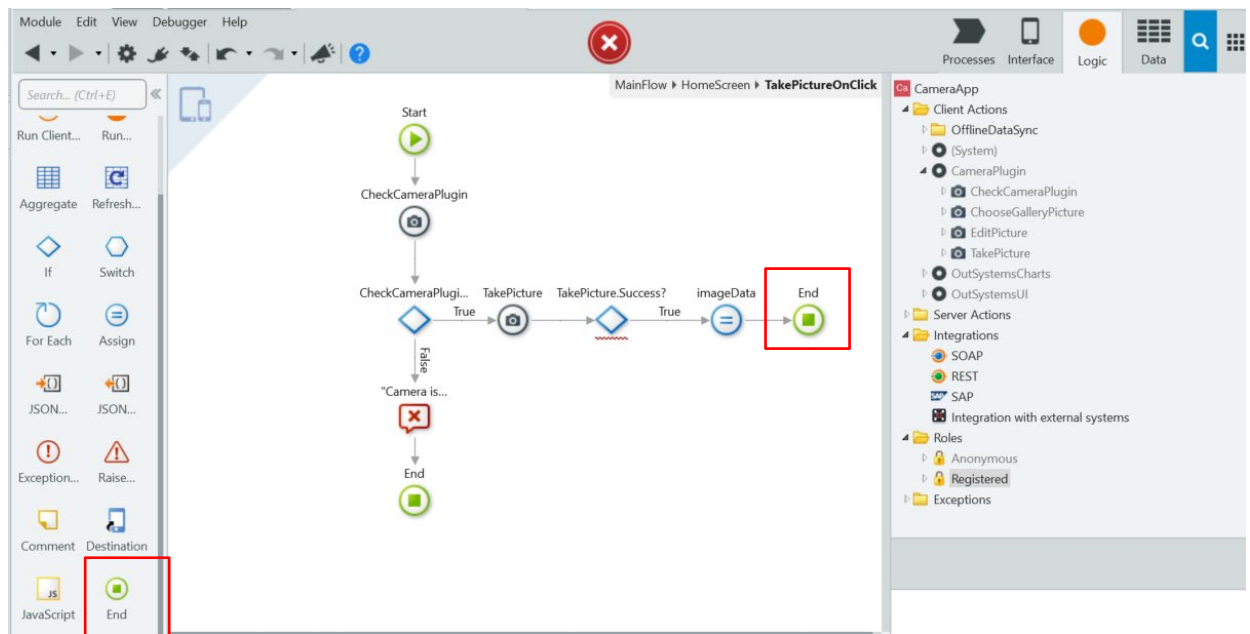 Module Edit View Debugger Help
Processes Interface Logic Data
Search... (Ctrl+E)
Run Client... Run...
Aggregate Refresh...
If Switch
For Each Assign
JSON... JSON...
Exception... Raise...
Comment Destination
JS
JavaScript End
MainFlow HomeScreen TakePictureOnClick
Start
CheckCameraPlugin
CheckCameraPlugi... TakePicture TakePicture.Success? imageData End
True True
False
"Camera is...
End
Ca CameraApp
Client Actions
OfflineDataSync
(System)
CameraPlugin
CheckCameraPlugin
ChooseGalleryPicture
EditPicture
TakePicture
OutSystemsCharts
OutSystemsUI
Server Actions
Integrations
SOAP
REST
SAP SAP
Integration with external systems
Roles
Anonymous
Registered
Exceptions